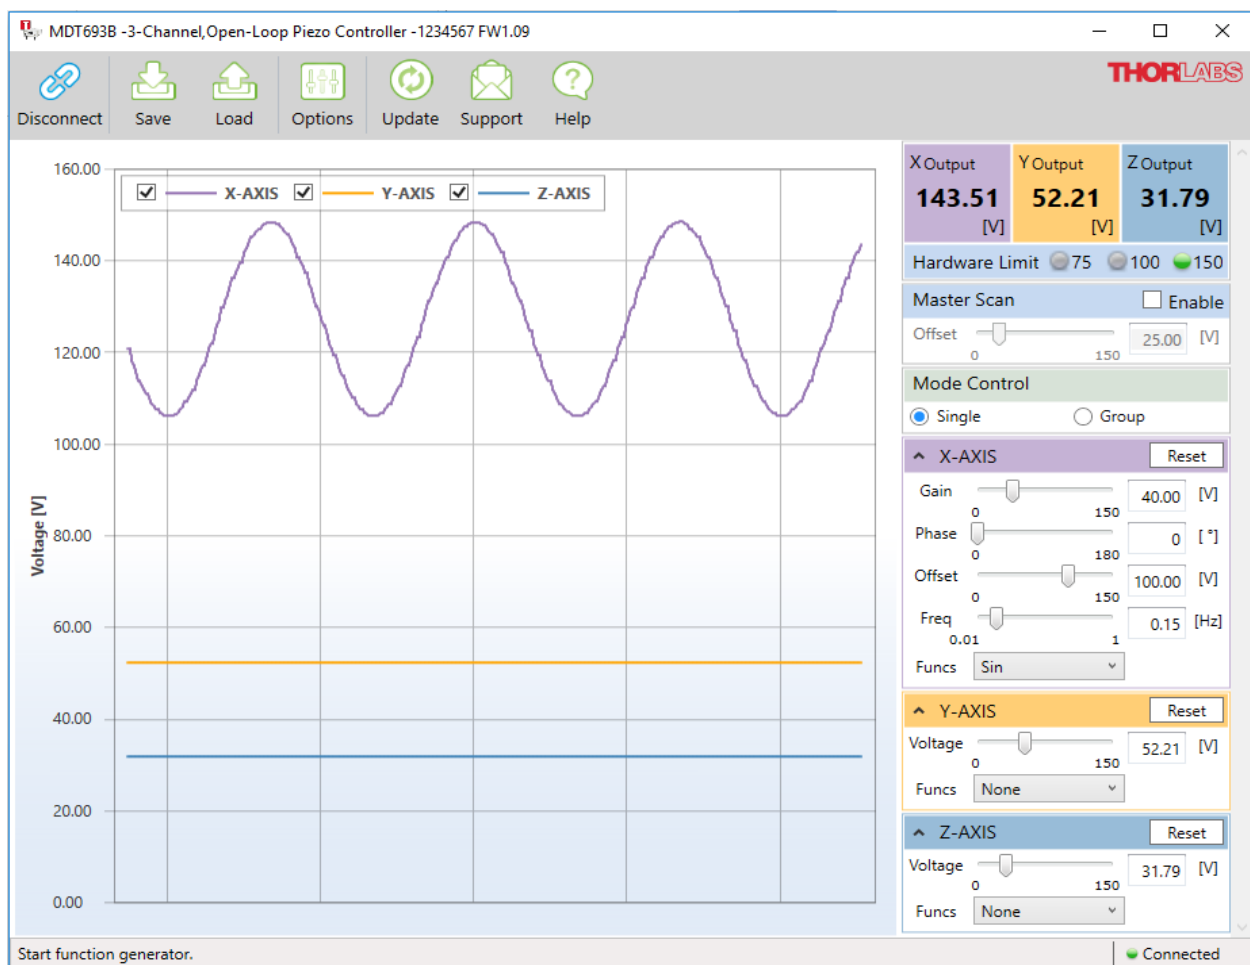 MDT693B -3-Channel,Open-Loop Piezo Controller -1234567 FW1.09
Disconnect Save Load Options Update Support Help
THORLABS
160.00
140.00
120.00
100.00
80.00
60.00
40.00
20.00
0.00
Voltage [V]
X-AXIS Y-AXIS Z-AXIS
X Output Y Output Z Output
143.51 52.21 31.79
[V] [V] [V]
Hardware Limit 75 100 150
Master Scan Enable
Offset 25.00 [V]
0 150
Mode Control
Single Group
X-AXIS Reset
Gain 40.00 [V]
0 150
Phase 0 [ °]
0 180
Offset 100.00 [V]
0 150
Freq 0.15 [Hz]
0.01 1
Funcs Sin
Y-AXIS Reset
Voltage 52.21 [V]
0 150
Funcs None
Z-AXIS Reset
Voltage 31.79 [V]
0 150
Funcs None
Start function generator. Connected